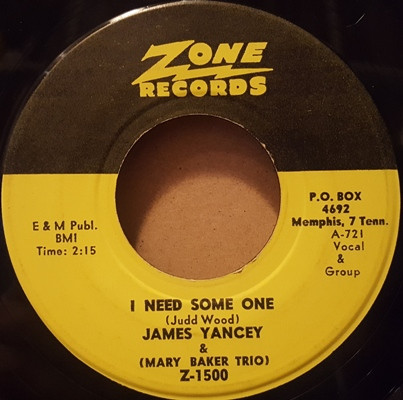 ZONE
RECORDS
E & M Publ.
BMI
Time: 2:15
P.O. BOX
4692
Memphis, 7 Tenn.
A-721
Vocal
&
Group
I NEED SOME ONE
(Judd Wood)
JAMES YANCEY
&
(MARY BAKER TRIO)
Z-1500